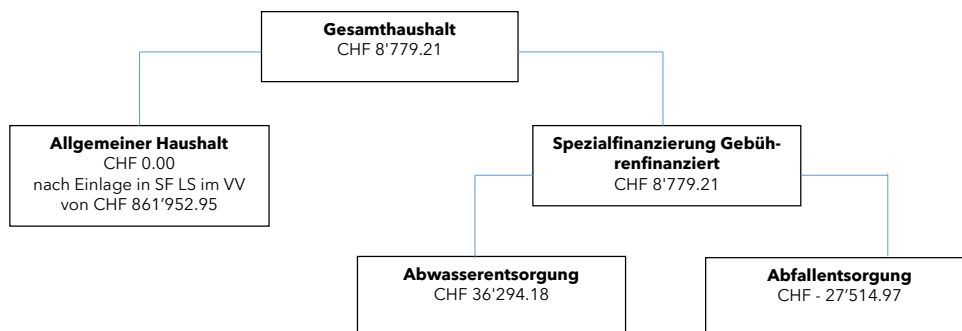 Gesamthaushalt
CHF 8'779.21
Allgemeiner Haushalt
CHF 0.00
nach Einlage in SF LS im VV
von CHF 861’952.95
Spezialfinanzierung Gebüh-
renfinanziert
CHF 8'779.21
Abwasserentsorgung
CHF 36'294.18
Abfallentsorgung
CHF - 27’514.97